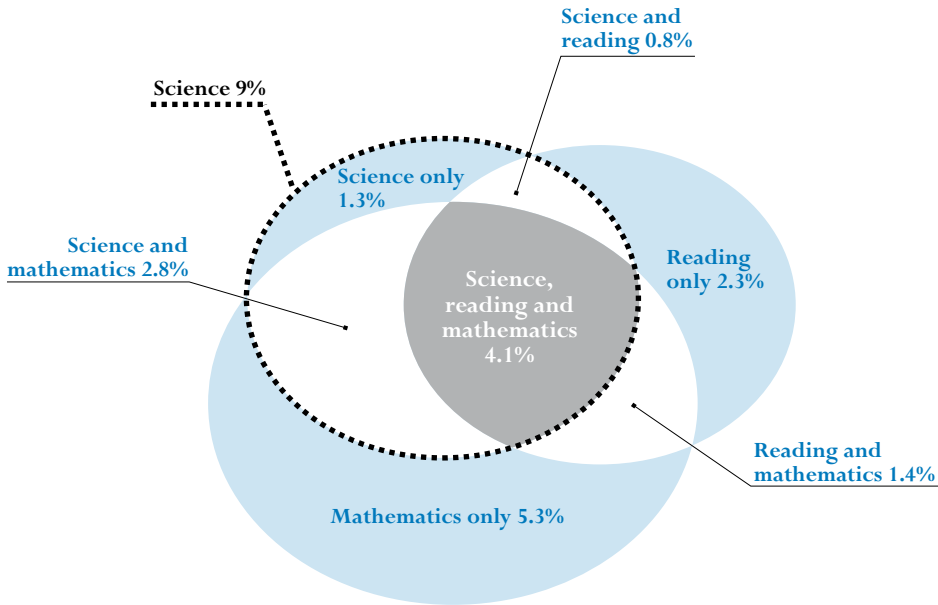 Science and
reading 0.8%
Science 9%
Science only
1.3%
Science and
mathematics 2.8%
Reading
only 2.3%
Science,
reading and
mathematics
4.1%
Reading and
mathematics 1.4%
Mathematics only 5.3%